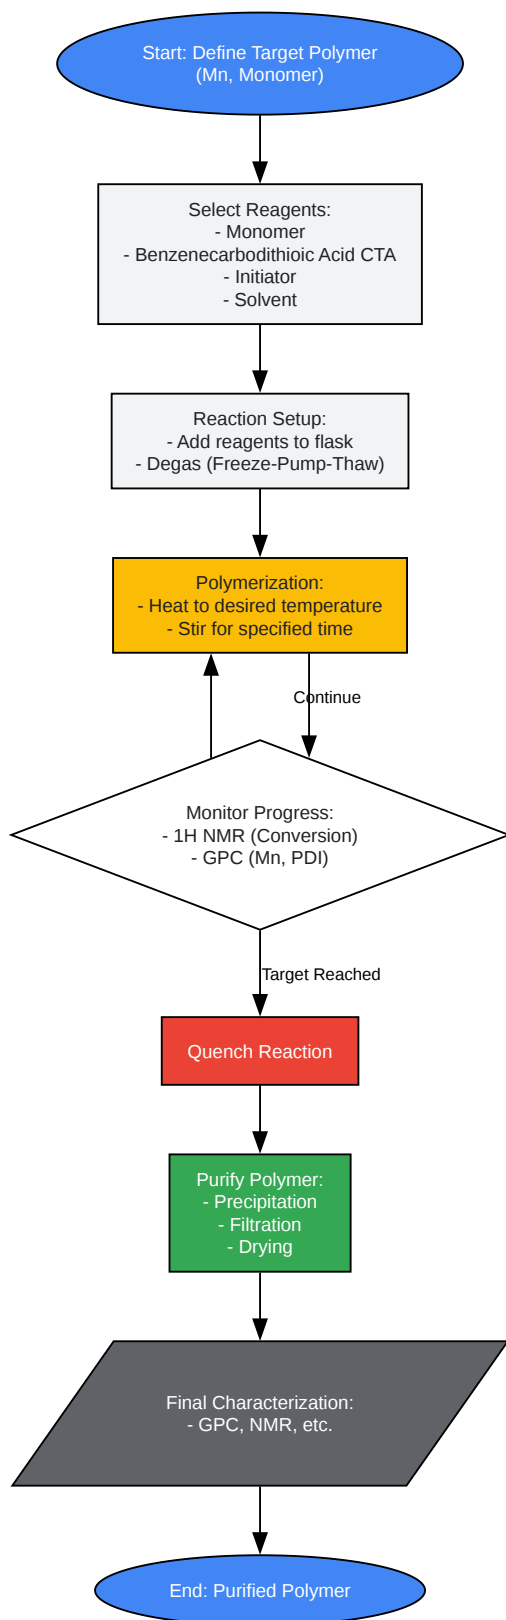 Start: Define Target Polymer
(Mn, Monomer)
Select Reagents:
- Monomer
- Benzenecarbodithioic Acid CTA
- Initiator
- Solvent
Reaction Setup:
- Add reagents to flask
- Degas (Freeze-Pump-Thaw)
Polymerization:
- Heat to desired temperature
- Stir for specified time
Continue
Monitor Progress:
- 1H NMR (Conversion)
- GPC (Mn, PDI)
Target Reached
Quench Reaction
Purify Polymer:
- Precipitation
- Filtration
- Drying
Final Characterization:
- GPC, NMR, etc.
End: Purified Polymer